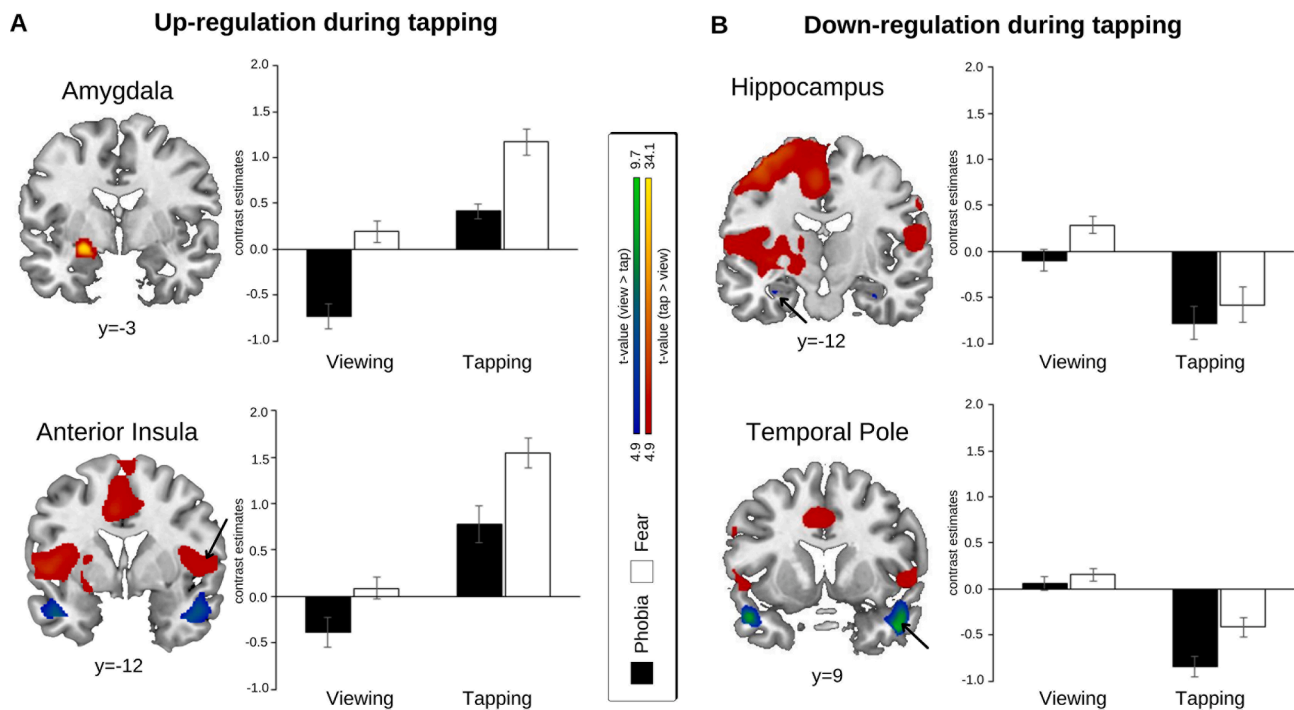 A
Up-regulation during tapping
Amygdala
y=-3
2.0
1.5
1.0
0.5
0.0
-0.5
-1.0
contrast estimates
Viewing
Tapping
Anterior Insula
y=-12
2.0
1.5
1.0
0.5
0.0
-0.5
-1.0
contrast estimates
Viewing
Tapping
9.7
34.1
t-value (view > tap)
t-value (tap > view)
4.9
4.9
Fear
Phobia
B
Down-regulation during tapping
Hippocampus
y=-12
2.0
1.5
1.0
0.5
0.0
-0.5
-1.0
contrast estimates
Viewing
Tapping
Temporal Pole
y=9
2.0
1.5
1.0
0.5
0.0
-0.5
-1.0
contrast estimates
Viewing
Tapping